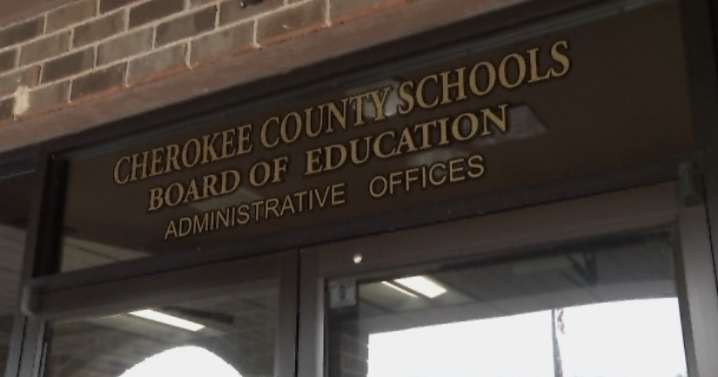 CHEROKEE COUNTY SCHOOLS
BOARD OF EDUCATION
ADMINISTRATIVE OFFICES